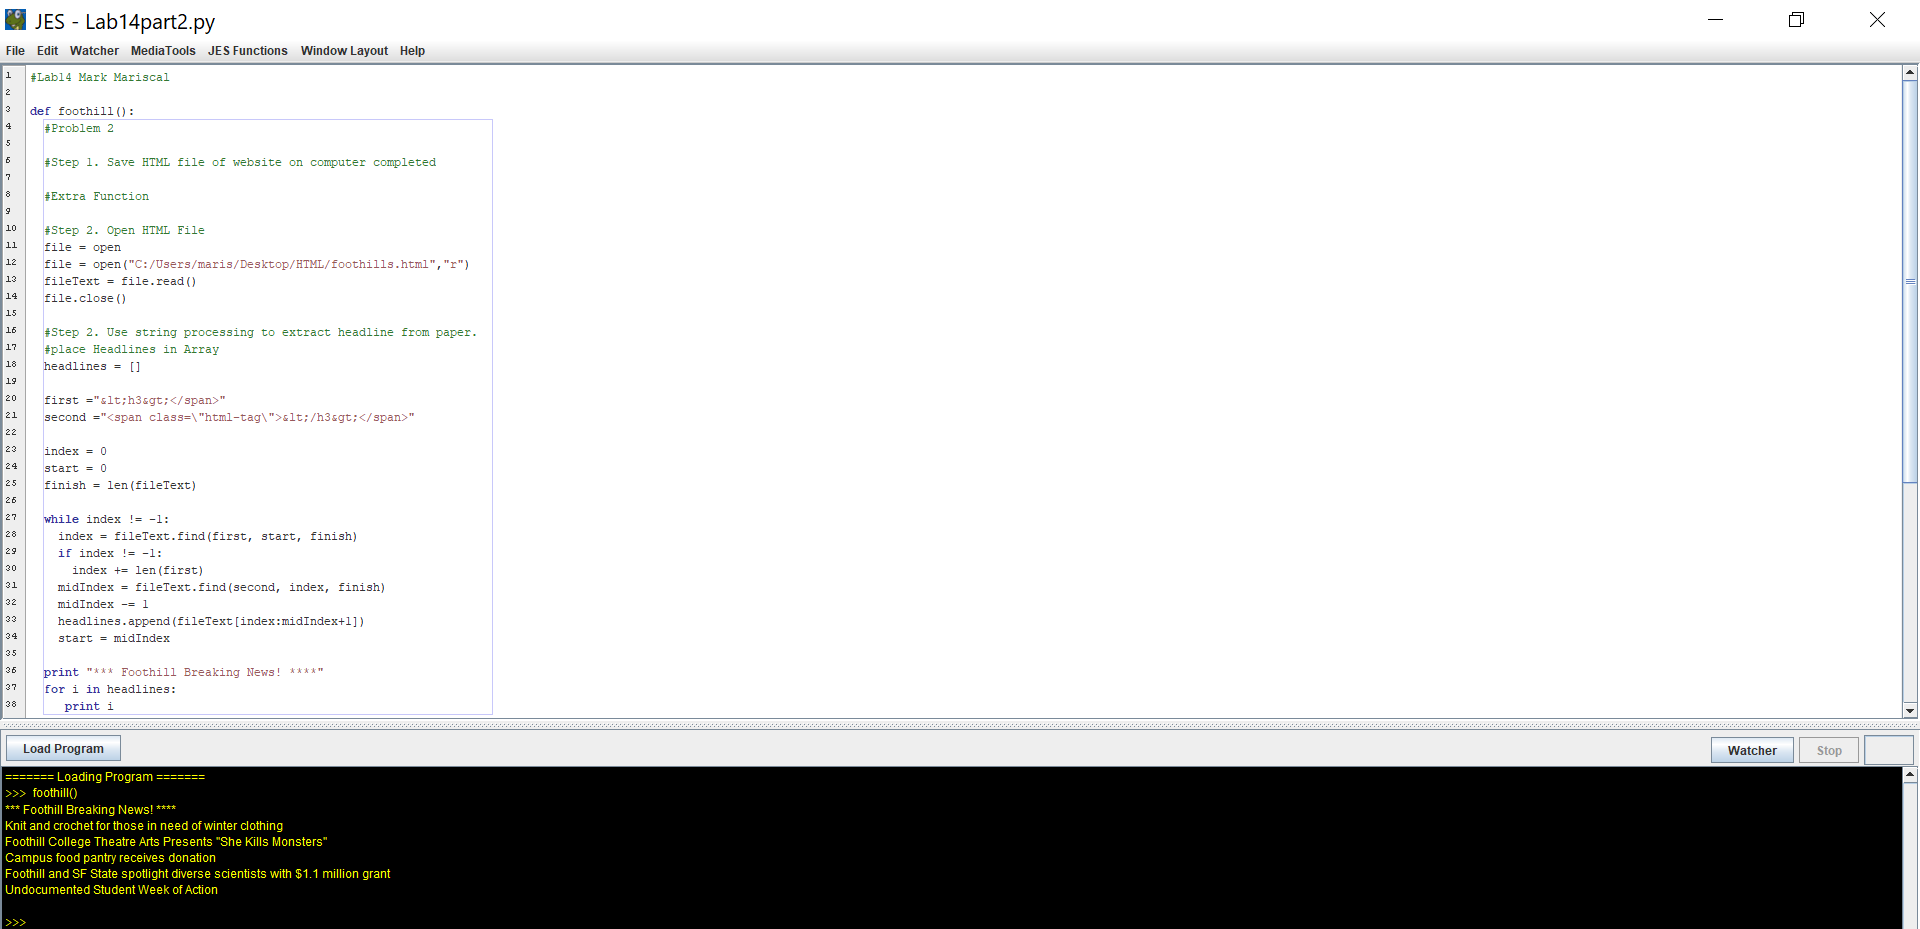 JES - Lab14part2.py
File Edit Watcher MediaTools JES Functions Window Layout Help
1 #Lab14 Mark Mariscal
2
3 def foothill():
4 #Problem 2
5
6 #Step 1. Save HTML file of website on computer completed
7
8 #Extra Function
9
10 #Step 2. Open HTML File
11 file = open
12 file = open("C:/Users/maris/Desktop/HTML/foothills.html","r")
13 fileText = file.read()
14 file.close()
15
16 #Step 2. Use string processing to extract headline from paper.
17 #place Headlines in Array
18 headlines = []
19
20 first ="&lt;h3&gt;</span>"
21 second ="<span class=\"html-tag\">&lt;/h3&gt;</span>"
22
23 index = 0
24 start = 0
25 finish = len(fileText)
26
27 while index != -1:
28 index = fileText.find(first, start, finish)
29 if index != -1:
30 index += len(first)
31 midIndex = fileText.find(second, index, finish)
32 midIndex -= 1
33 headlines.append(fileText[index:midIndex+1])
34 start = midIndex
35
36 print "*** Foothill Breaking News! ****"
37 for i in headlines:
38 print i
Load Program Watcher Stop
======= Loading Program =======
>>> foothill()
*** Foothill Breaking News! ****
Knit and crochet for those in need of winter clothing
Foothill College Theatre Arts Presents "She Kills Monsters"
Campus food pantry receives donation
Foothill and SF State spotlight diverse scientists with $1.1 million grant
Undocumented Student Week of Action
>>>